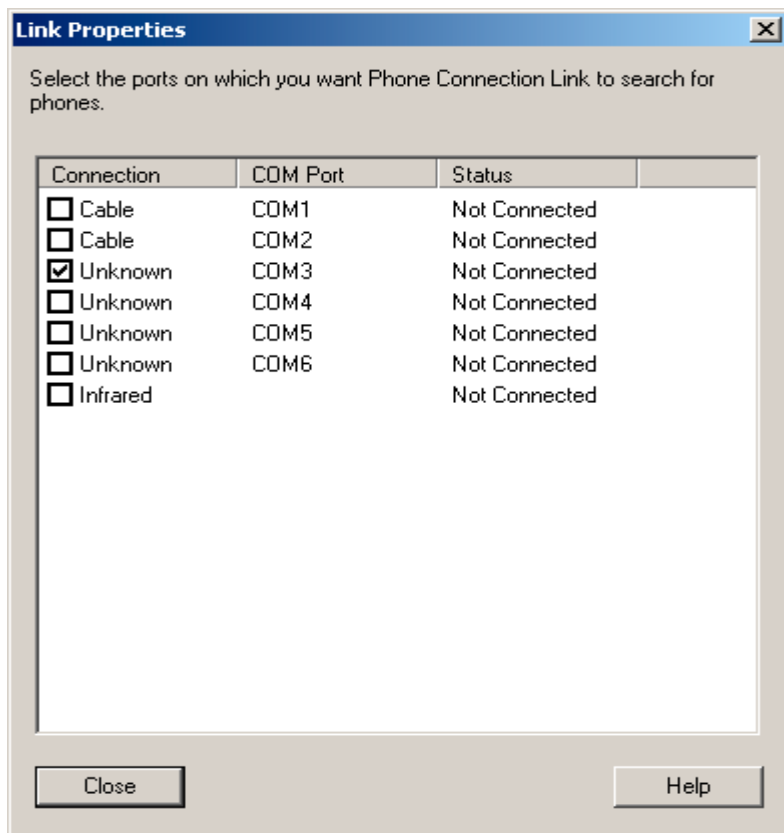 Link Properties
Select the ports on which you want Phone Connection Link to search for
phones.
Connection COM Port Status
Cable COM1 Not Connected
Cable COM2 Not Connected
Unknown COM3 Not Connected
Unknown COM4 Not Connected
Unknown COM5 Not Connected
Unknown COM6 Not Connected
Infrared Not Connected
Close Help